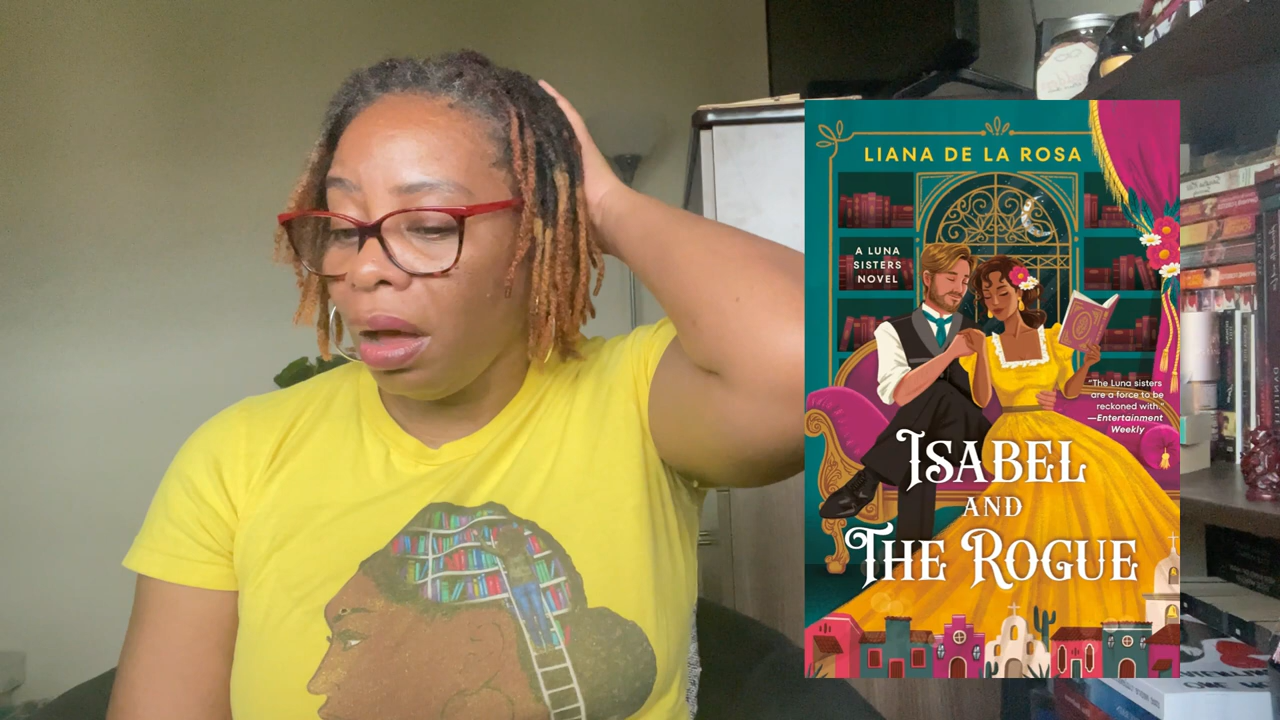 LIANA DE LA ROSA
A LUNA
SISTERS
NOVEL
“The Luna sisters
are a force to be
reckoned with.”
—Entertainment
Weekly
ISABEL
AND
THE ROGUE